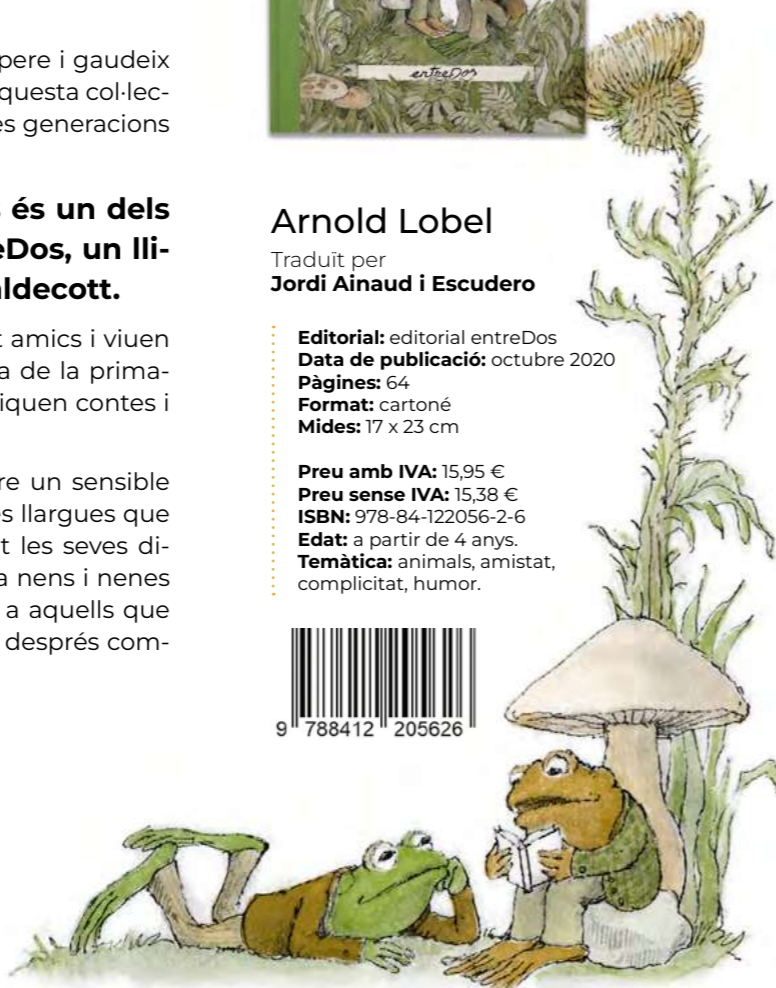 pere i gaudeix
questa col·lec-
es generacions
és un dels
eDos, un lli-
aldecott.
t amics i viuen
a de la prima-
iquen contes i
re un sensible
es llargues que
t les seves di-
a nens i nenes
a aquells que
després com-
entreDos
Arnold Lobel
Traduït per
Jordi Ainaud i Escudero
Editorial: editorial entreDos
Data de publicació: octubre 2020
Pàgines: 64
Format: cartoné
Mides: 17 x 23 cm
Preu amb IVA: 15,95 €
Preu sense IVA: 15,38 €
ISBN: 978-84-122056-2-6
Edat: a partir de 4 anys.
Temàtica: animals, amistat,
complicitat, humor.
9 788412 205626